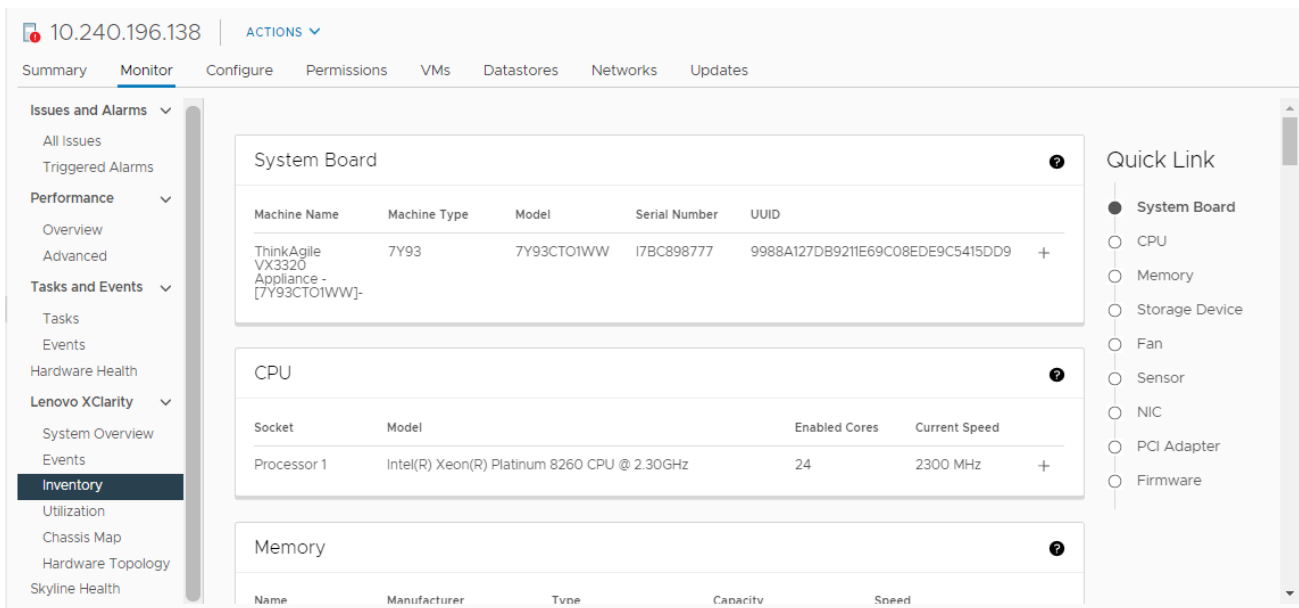 10.240.196.138 ACTIONS
Summary Monitor Configure Permissions VMs Datastores Networks Updates
Issues and Alarms
All Issues
Triggered Alarms
Performance
Overview
Advanced
Tasks and Events
Tasks
Events
Hardware Health
Lenovo XClarity
System Overview
Events
Inventory
Utilization
Chassis Map
Hardware Topology
Skyline Health
System Board
Machine Name Machine Type Model Serial Number UUID
ThinkAgile 7Y93 7Y93CTO1WW I7BC898777 9988A127DB9211E69C08EDE9C5415DD9
VX3320
Appliance -
[7Y93CTO1WW]-
CPU
Socket Model Enabled Cores Current Speed
Processor 1 Intel(R) Xeon(R) Platinum 8260 CPU @ 2.30GHz 24 2300 MHz
Memory
Name Manufacturer Type Capacity Speed
Quick Link
System Board
CPU
Memory
Storage Device
Fan
Sensor
NIC
PCI Adapter
Firmware